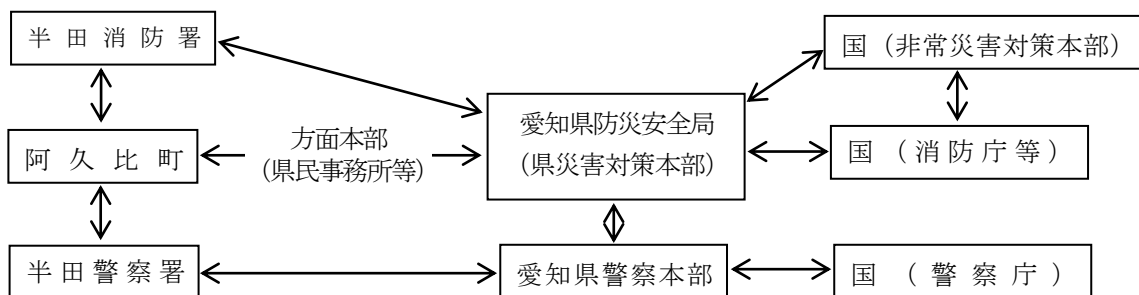 半田消防署
国（非常災害対策本部）
愛知県防災安全局
（県災害対策本部）
方面本部
（県民事務所等）
阿久比町
国（消防庁等）
半田警察署
愛知県警察本部
国（警察庁）